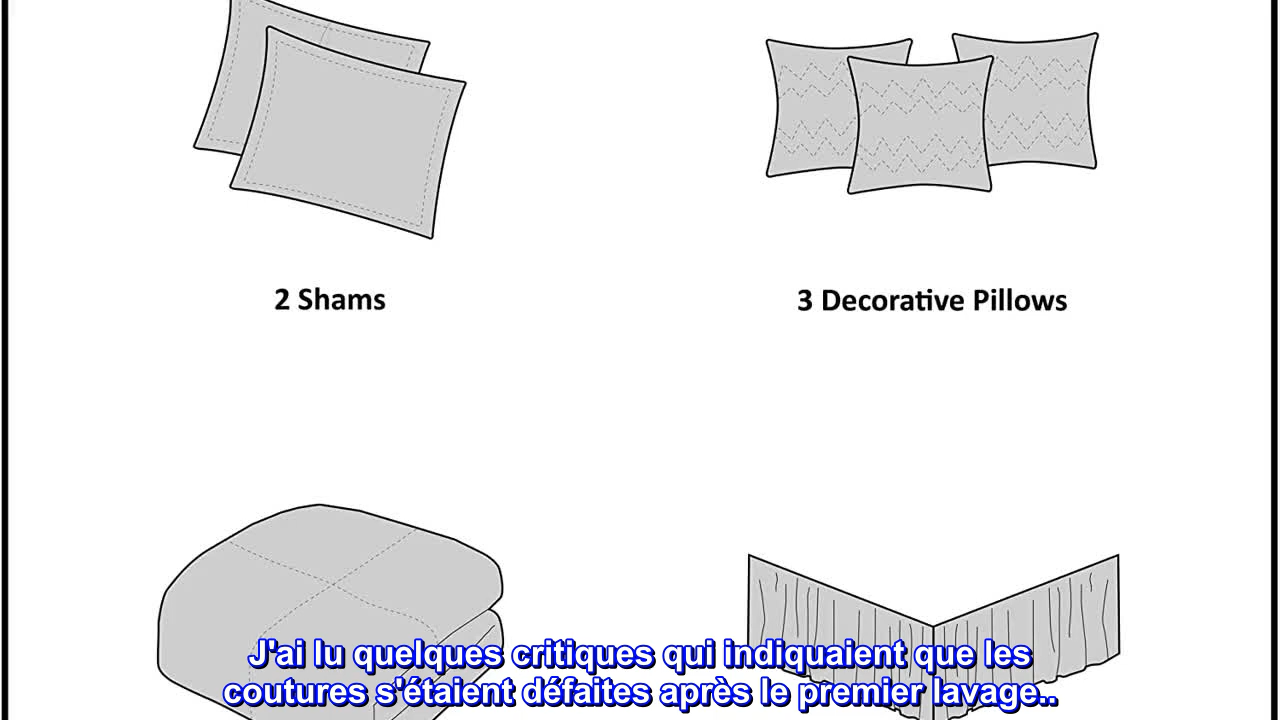 2 Shams
3 Decorative Pillows
J'ai lu quelques critiques qui indiquaient que les
coutures s'étaient défaites après le premier lavage..